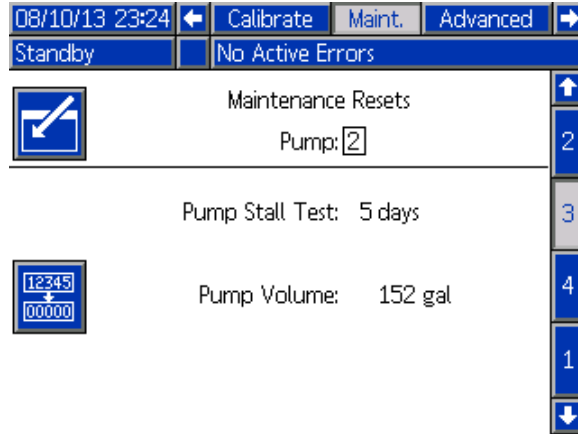 08/10/13 23:24 Calibrate Maint. Advanced
Standby No Active Errors
Maintenance Resets
Pump: 2
2
Pump Stall Test: 5 days
3
12345
00000
Pump Volume: 152 gal
4
1